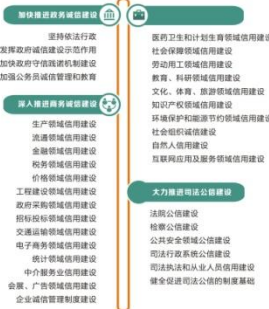 加快推进政务诚信建设
坚持依法行政
发挥政府诚信建设示范作用
加快政府守信践诺机制建设
加强公务员诚信管理和教育
深入推进商务诚信建设
生产领域信用建设
流通领域信用建设
金融领域信用建设
税务领域信用建设
价格领域信用建设
工程建设领域信用建设
政府采购领域信用建设
招标投标领域信用建设
交通运输领域信用建设
电子商务领域信用建设
统计领域信用建设
中介服务业信用建设
会展、广告领域信用建设
企业诚信管理制度建设
医药卫生和计划生育领域信用建设
社会保障领域信用建设
劳动用工领域信用建设
教育、科研领域信用建设
文化、体育、旅游领域信用建设
知识产权领域信用建设
环境保护和能源节约领域信用建设
社会组织诚信建设
自然人信用建设
互联网应用及服务领域信用建设
大力推进司法公信建设
法院公信建设
检察公信建设
公共安全领域公信建设
司法行政系统公信建设
司法执法和从业人员信用建设
健全促进司法公信的制度基础